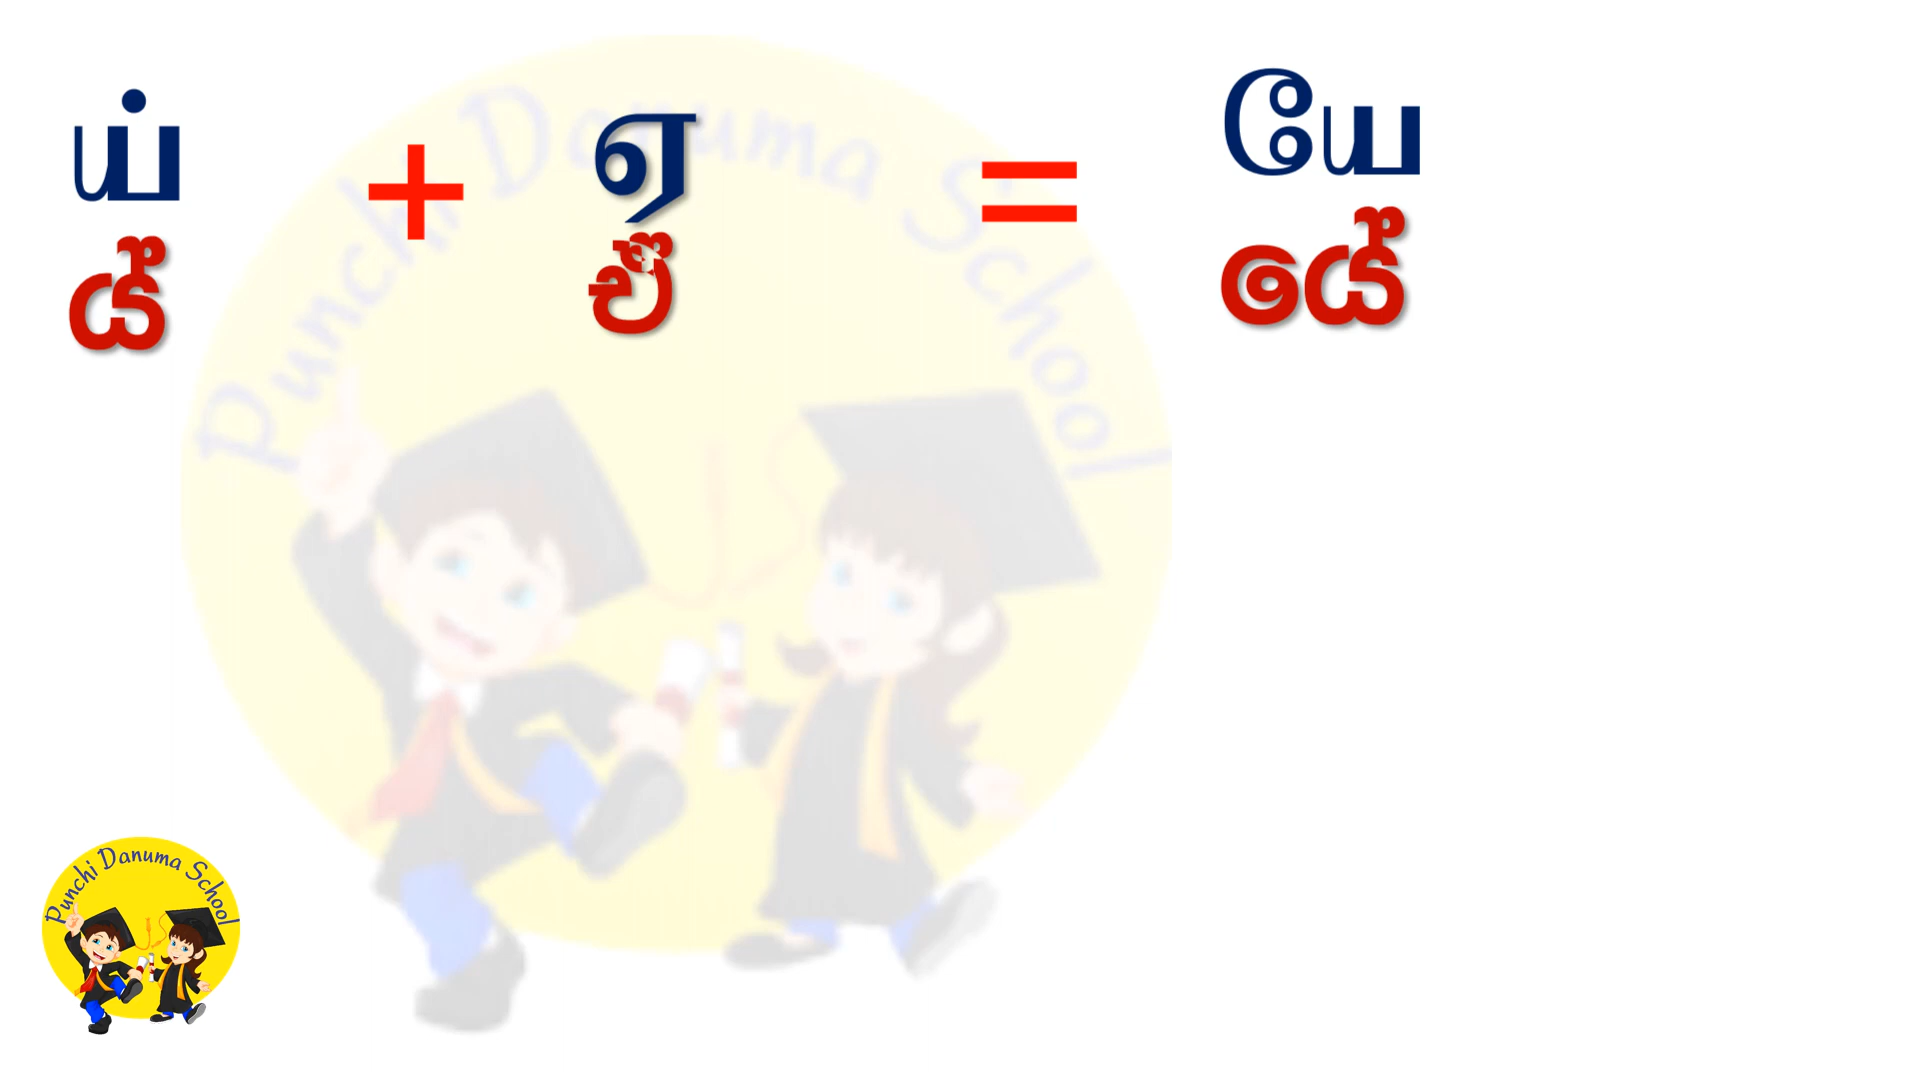 ய் + ஏ = யே
ය් ඒ යේ
Punchi Danuma School
Punchi Danuma School